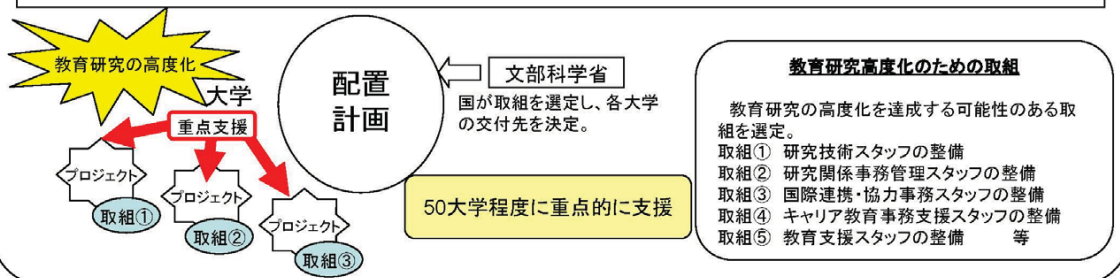 教育研究の高度化
大学
重点支援
プロジェクト
取組①
プロジェクト
取組②
プロジェクト
取組③
配置
計画
文部科学省
国が取組を選定し、各大学
の交付先を決定。
50大学程度に重点的に支援
教育研究高度化のための取組
教育研究の高度化を達成する可能性のある取
組を選定。
取組① 研究技術スタッフの整備
取組② 研究関係事務管理スタッフの整備
取組③ 国際連携・協力事務スタッフの整備
取組④ キャリア教育事務支援スタッフの整備
取組⑤ 教育支援スタッフの整備 等